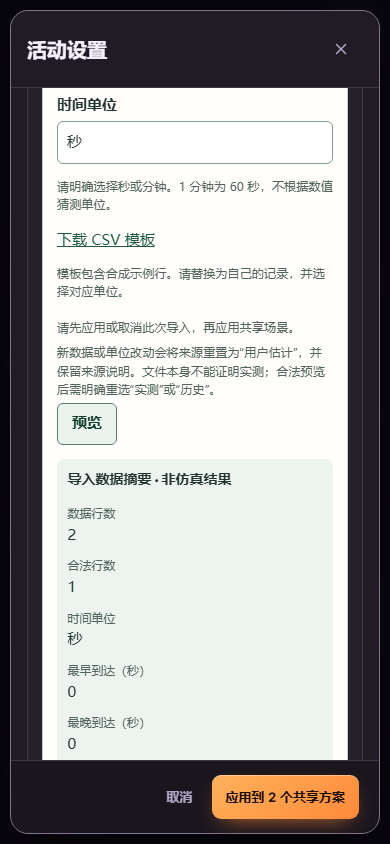 活动设置
时间单位
秒
请明确选择秒或分钟。1 分钟为 60 秒，不根据数值
猜测单位。
下载 CSV 模板
模板包含合成示例行。请替换为自己的记录，并选
择对应单位。
请先应用或取消此次导入，再应用共享场景。
新数据或单位改动会将来源重置为“用户估计”，并
保留来源说明。文件本身不能证明实测；合法预览
后需明确重选“实测”或“历史”。
预览
导入数据摘要 · 非仿真结果
数据行数
2
合法行数
1
时间单位
秒
最早到达（秒）
0
最晚到达（秒）
0
取消
应用到 2 个共享方案